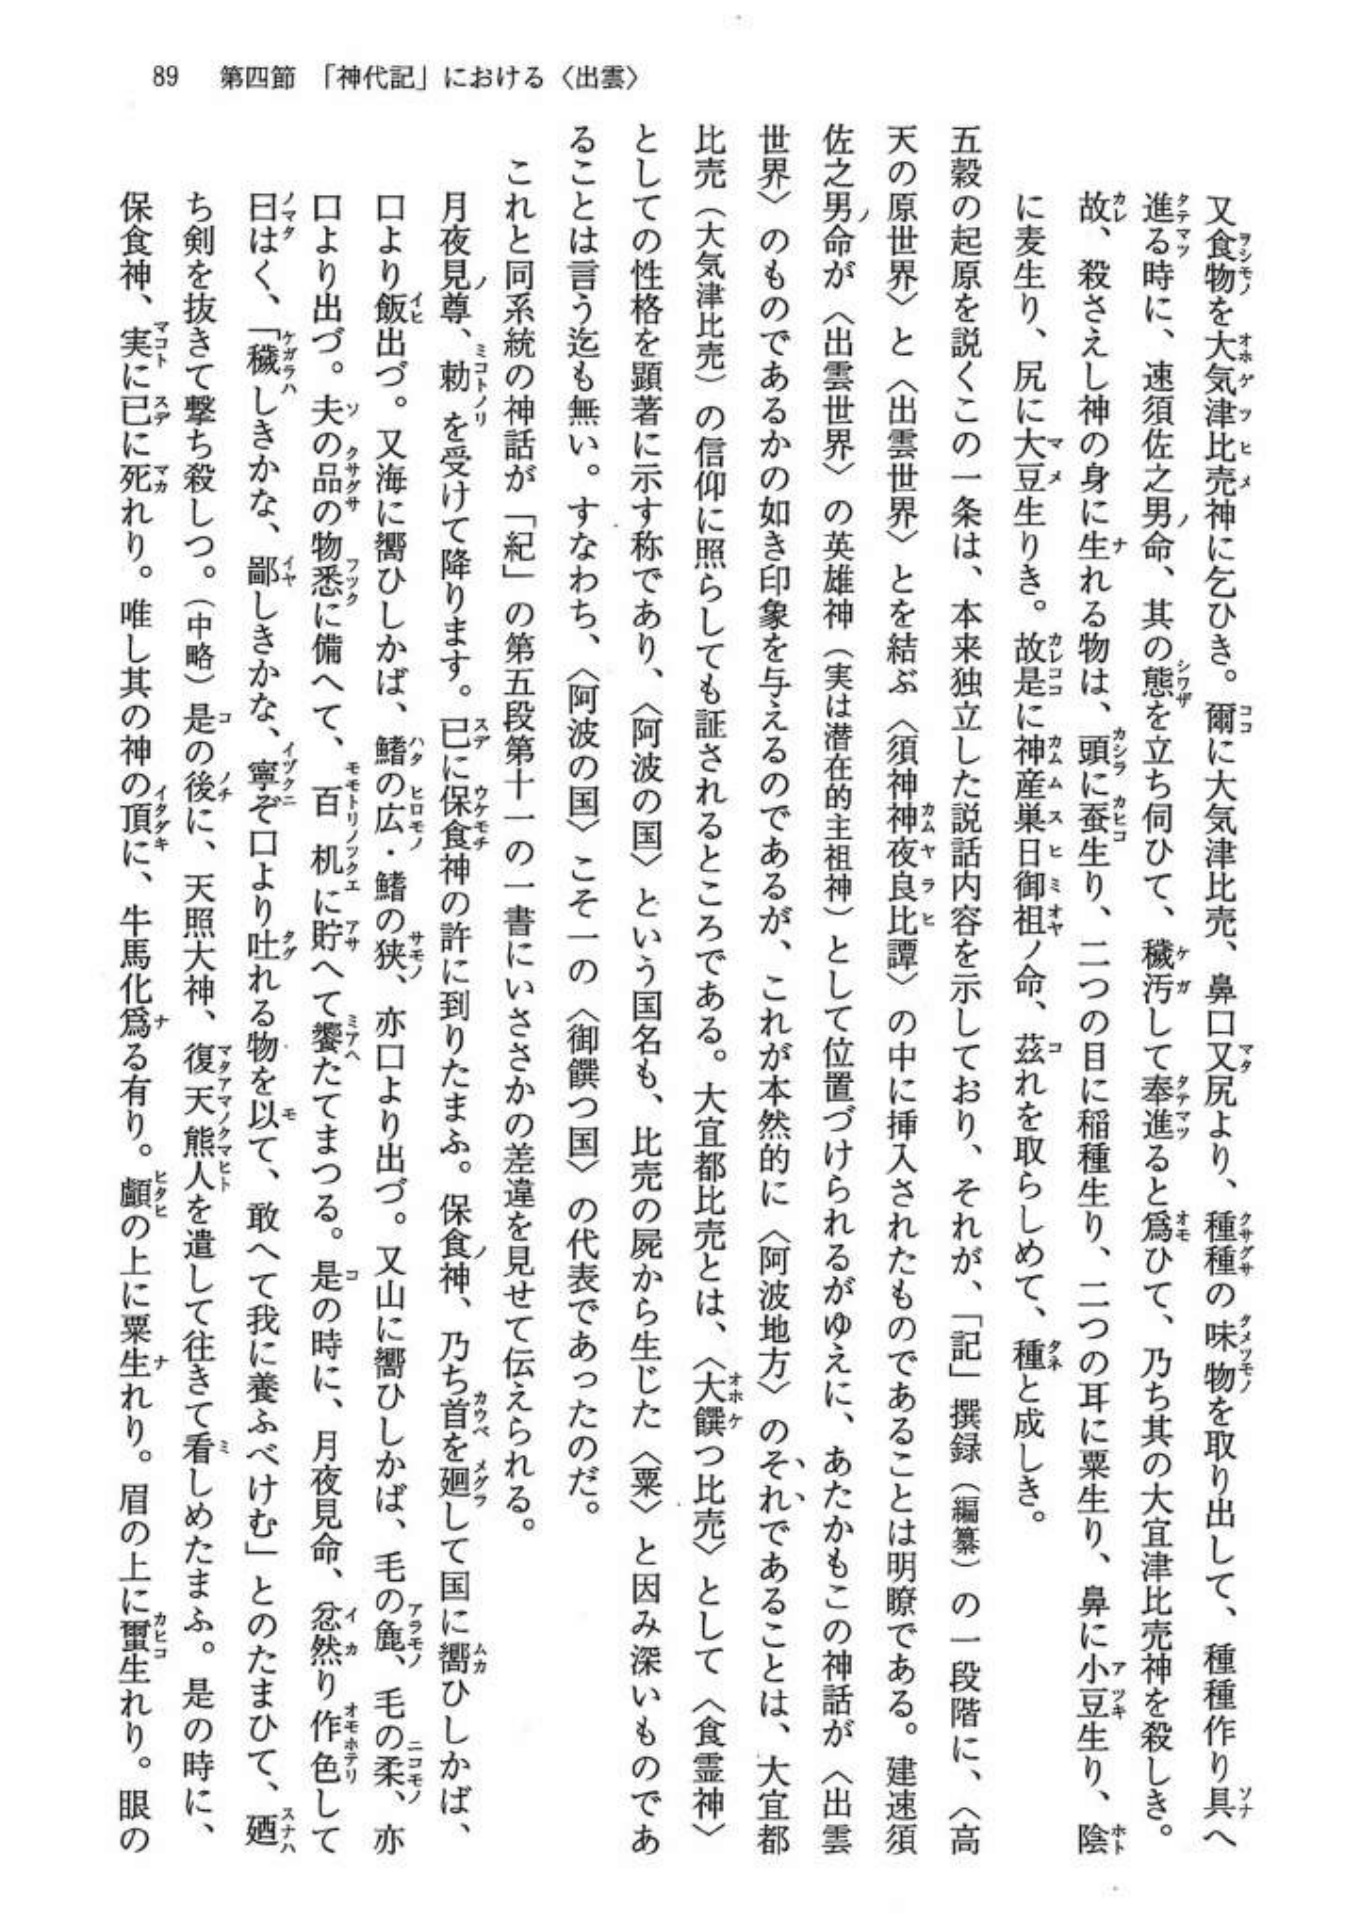 89　第四節　「神代記」における〈出雲〉
又食物を大気津比売神に乞ひき。爾に大気津比売、鼻口又尻より、種種の味物を取り出して、種種作り具へ
進る時に、速須佐之男ノ命、其の態を立ち伺ひて、穢汚して奉進ると爲ひて、乃ち其の大宜津比売神を殺しき。
故、殺さえし神の身に生れる物は、頭に蚕生り、二つの目に稲種生り、二つの耳に粟生り、鼻に小豆生り、陰
に麦生り、尻に大豆生りき。故是に神産巣日御祖ノ命、茲れを取らしめて、種と成しき。
五穀の起原を説くこの一条は、本来独立した説話内容を示しており、それが、「記」撰録（編纂）の一段階に、〈高
天の原世界〉と〈出雲世界〉とを結ぶ〈須神神夜良比譚〉の中に挿入されたものであることは明瞭である。建速須
佐之男ノ命が〈出雲世界〉の英雄神（実は潜在的主祖神）として位置づけられるがゆえに、あたかもこの神話が〈出雲
世界〉のものであるかの如き印象を与えるのであるが、これが本然的に〈阿波地方〉のそれであることは、大宜都
比売（大気津比売）の信仰に照らしても証されるところである。大宜都比売とは、〈大饌つ比売〉として〈食霊神〉
としての性格を顕著に示す称であり、〈阿波の国〉という国名も、比売の屍から生じた〈粟〉と因み深いものであ
ることは言う迄も無い。すなわち、〈阿波の国〉こそ一の〈御饌つ国〉の代表であったのだ。
これと同系統の神話が「紀」の第五段第十一の一書にいささかの差違を見せて伝えられる。
月夜見ノ尊、勅を受けて降ります。已に保食神の許に到りたまふ。保食ノ神、乃ち首を廻して国に嚮ひしかば、
口より飯出づ。又海に嚮ひしかば、鰭の広・鰭の狭、亦口より出づ。又山に嚮ひしかば、毛の麁、毛の柔、亦
口より出づ。夫の品の物悉に備へて、百机に貯へて饗たてまつる。是の時に、月夜見命、忿然り作色して
曰はく、「穢しきかな、鄙しきかな、寧ぞ口より吐れる物を以て、敢へて我に養ふべけむ」とのたまひて、廼
ち剣を抜きて撃ち殺しつ。（中略）是の後に、天照大神、復天熊人を遣して往きて看しめたまふ。是の時に、
保食神、実に已に死れり。唯し其の神の頂に、牛馬化爲る有り。顱の上に粟生れり。眉の上に蠒生れり。眼の